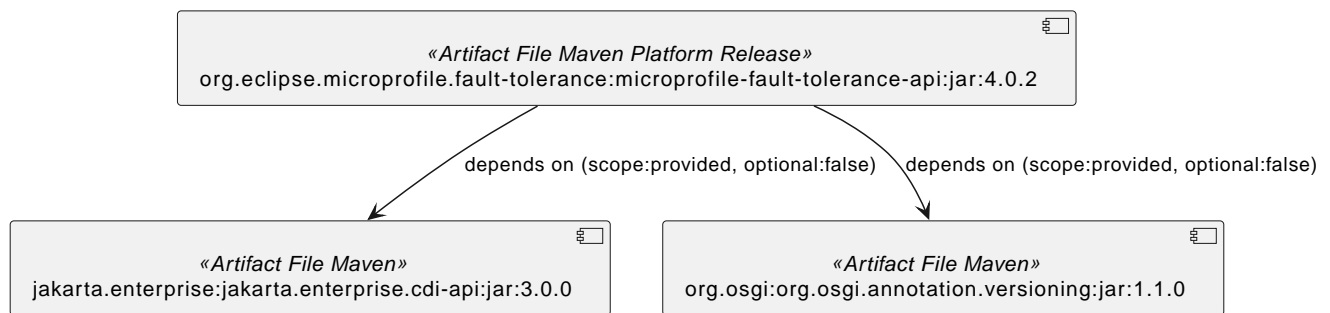 «Artifact File Maven Platform Release»
org.eclipse.microprofile.fault-tolerance:microprofile-fault-tolerance-api:jar:4.0.2
depends on (scope:provided, optional:false)
depends on (scope:provided, optional:false)
«Artifact File Maven»
jakarta.enterprise:jakarta.enterprise.cdi-api:jar:3.0.0
«Artifact File Maven»
org.osgi:org.osgi.annotation.versioning:jar:1.1.0